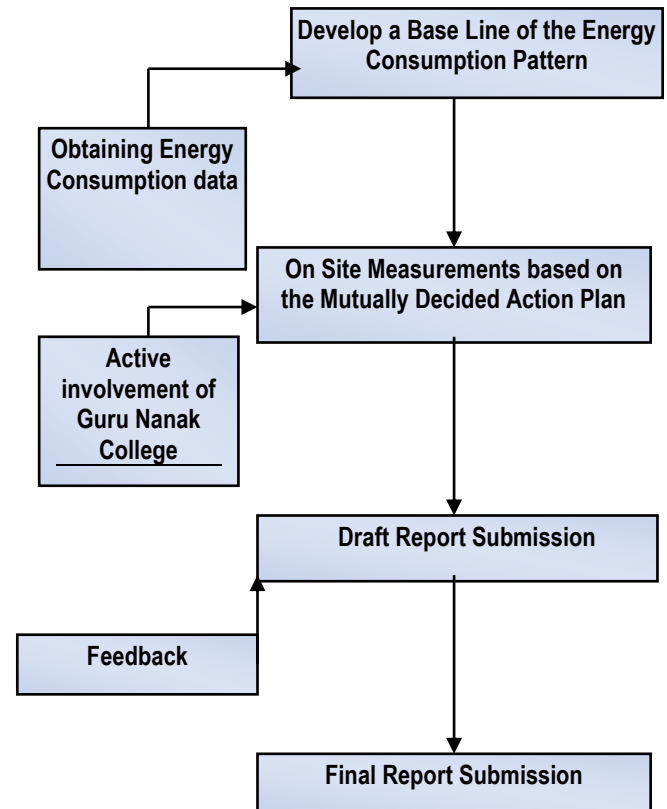 Develop a Base Line of the Energy
Consumption Pattern
Obtaining Energy
Consumption data
On Site Measurements based on
the Mutually Decided Action Plan
Active
involvement of
Guru Nanak
College
Draft Report Submission
Feedback
Final Report Submission